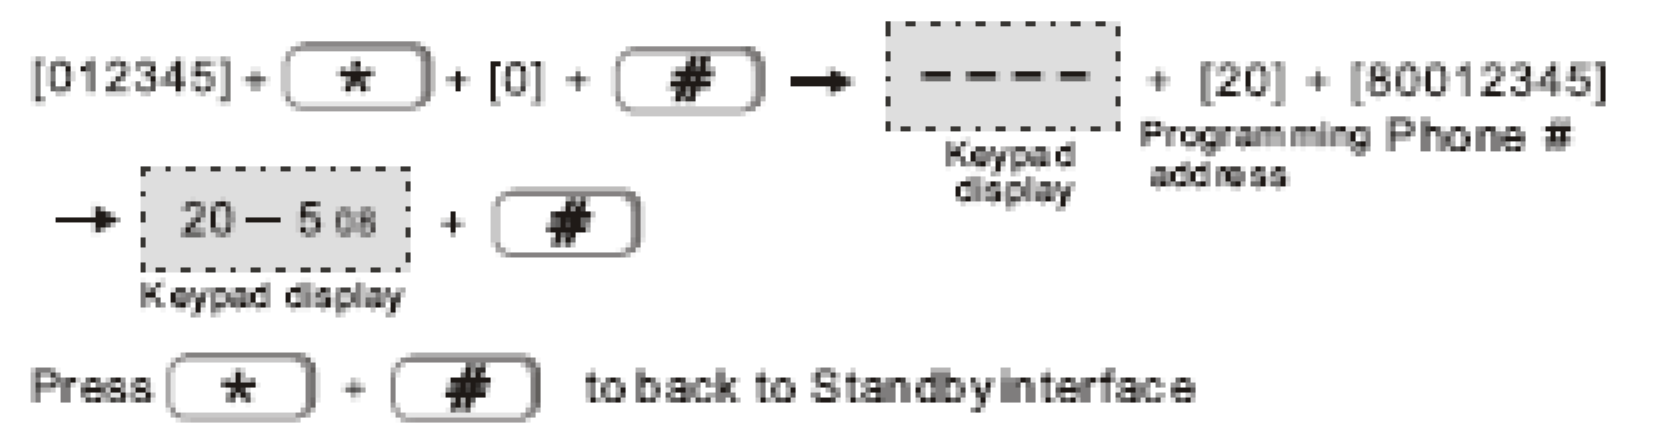 [012345] + * + [0] + # → ---- + [20] + [80012345]
Keypad display
Programming address
Phone #
→ 20 — 5 08 + #
Keypad display
Press * + # to back to Standby interface